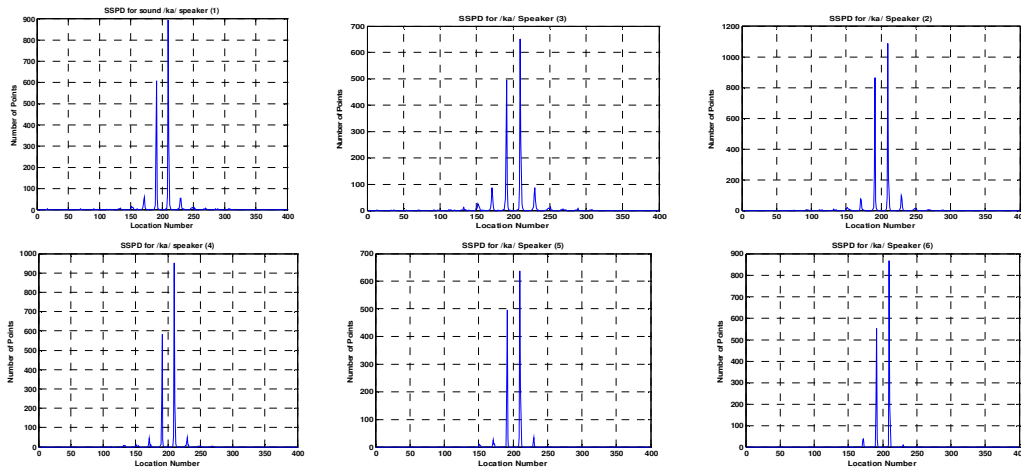 SSPD for sound /ka/ speaker (1)
Number of Points
900
800
700
600
500
400
300
200
100
0
0 50 100 150 200 250 300 350 400
Location Number
SSPD for /ka/ Speaker (3)
Number of Points
700
600
500
400
300
200
100
0
0 50 100 150 200 250 300 350 400
Location Number
SSPD for /ka/ Speaker (2)
Number of Points
1200
1000
800
600
400
200
0
0 50 100 150 200 250 300 350 400
Location Number
SSPD for /ka/ speaker (4)
Number of Points
1000
900
800
700
600
500
400
300
200
100
0
0 50 100 150 200 250 300 350 400
Location Number
SSPD for /ka/ Speaker (5)
Number of Points
700
600
500
400
300
200
100
0
0 50 100 150 200 250 300 350 400
Location Number
SSPD for /ka/ Speaker (6)
Number of Points
900
800
700
600
500
400
300
200
100
0
0 50 100 150 200 250 300 350 400
Location Number